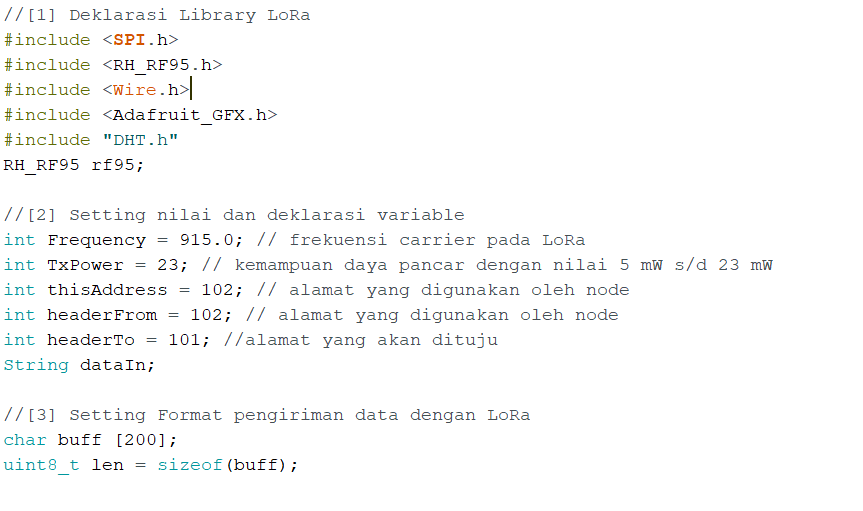 //[1] Deklarasi Library LoRa
#include <SPI.h>
#include <RH_RF95.h>
#include <Wire.h>
#include <Adafruit_GFX.h>
#include "DHT.h"
RH_RF95 rf95;
//[2] Setting nilai dan deklarasi variable
int Frequency = 915.0; // frekuensi carrier pada LoRa
int TxPower = 23; // kemampuan daya pancar dengan nilai 5 mW s/d 23 mW
int thisAddress = 102; // alamat yang digunakan oleh node
int headerFrom = 102; // alamat yang digunakan oleh node
int headerTo = 101; //alamat yang akan dituju
String dataIn;
//[3] Setting Format pengiriman data dengan LoRa
char buff [200];
uint8_t len = sizeof(buff);